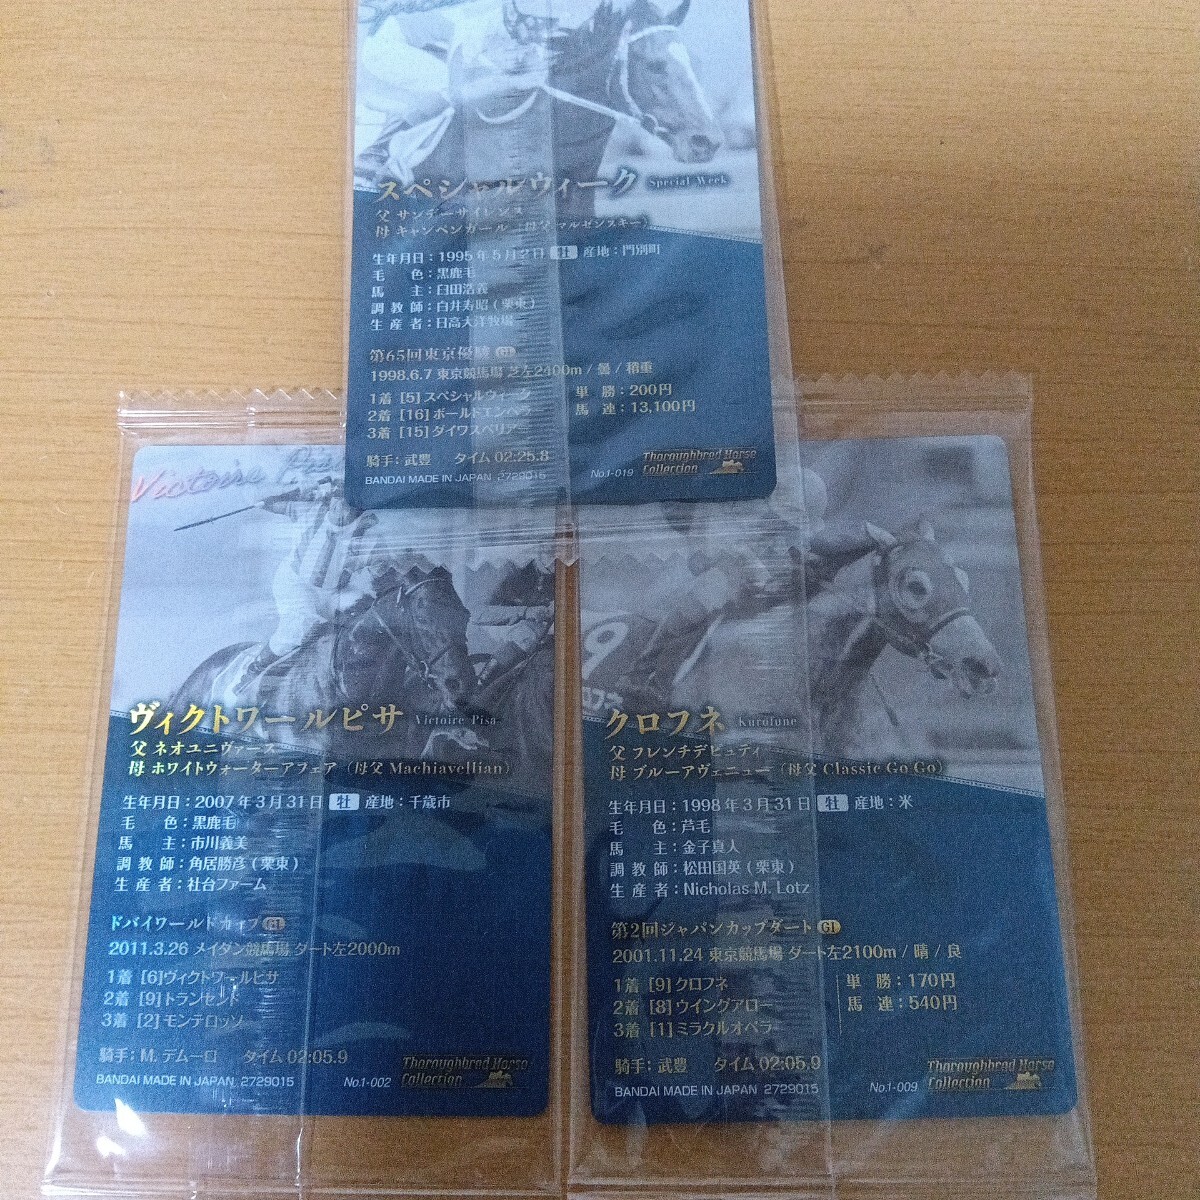 スペシャルウィーク Special Week
父 サンデーサイレンス
母 キャンペンガール（母父 マルゼンスキー）
生年月日：1995年5月2日 牡 産地：門別町
毛 色：黒鹿毛
馬 主：臼田浩義
調教師：白井寿昭(栗東)
生産者：日高大洋牧場
第65回東京優駿 GI
1998.6.7 東京競馬場 芝左2400m / 曇 / 稍重
1着 [5] スペシャルウィーク
2着 [16] ボールドエンペラー
3着 [15] ダイワスペリアー
単 勝：200円
馬 連：13,100円
騎手：武豊 タイム 02:25.8
BANDAI MADE IN JAPAN 2729015
No.1-019
Thoroughbred Horse Collection
Victoire Pisa
ヴィクトワールピサ Victoire Pisa
父 ネオユニヴァース
母 ホワイトウォーターアフェア（母父 Machiavellian）
生年月日：2007年3月31日 牡 産地：千歳市
毛 色：黒鹿毛
馬 主：市川義美
調教師：角居勝彦(栗東)
生産者：社台ファーム
ドバイワールドカップ GI
2011.3.26 メイダン競馬場 ダート左2000m
1着 [6]ヴィクトワールピサ
2着 [9]トランセンド
3着 [2]モンテロッソ
騎手：M. デムーロ タイム 02:05.9
BANDAI MADE IN JAPAN 2729015
No.1-002
Thoroughbred Horse Collection
9
クロフネ Kurofune
父 フレンチデピュティ
母 ブルーアヴェニュー（母父 Classic Go Go）
生年月日：1998年3月31日 牡 産地：米
毛 色：芦毛
馬 主：金子真人
調教師：松田国英(栗東)
生産者：Nicholas M. Lotz
第2回ジャパンカップダート GI
2001.11.24 東京競馬場 ダート左2100m / 晴 / 良
1着 [9] クロフネ
2着 [8] ウイングアロー
3着 [1] ミラクルオペラ
単 勝：170円
馬 連：540円
騎手：武豊 タイム 02:05.9
BANDAI MADE IN JAPAN 2729015
No.1-009
Thoroughbred Horse Collection